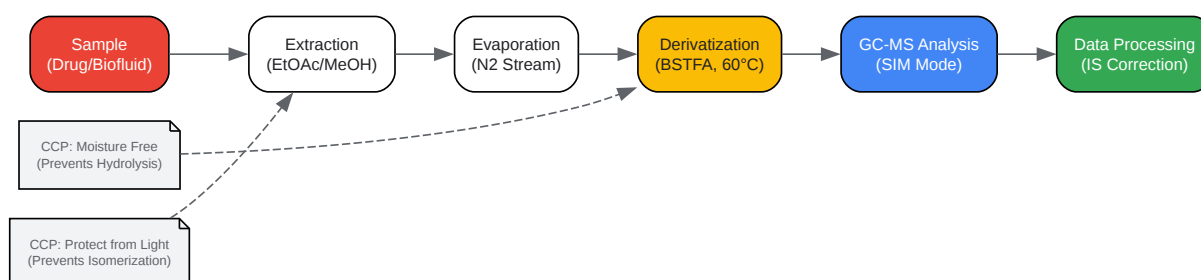 Sample
(Drug/Biofluid)
Extraction
(EtOAc/MeOH)
Evaporation
(N2 Stream)
Derivatization
(BSTFA, 60°C)
GC-MS Analysis
(SIM Mode)
Data Processing
(IS Correction)
CCP: Moisture Free
(Prevents Hydrolysis)
CCP: Protect from Light
(Prevents Isomerization)